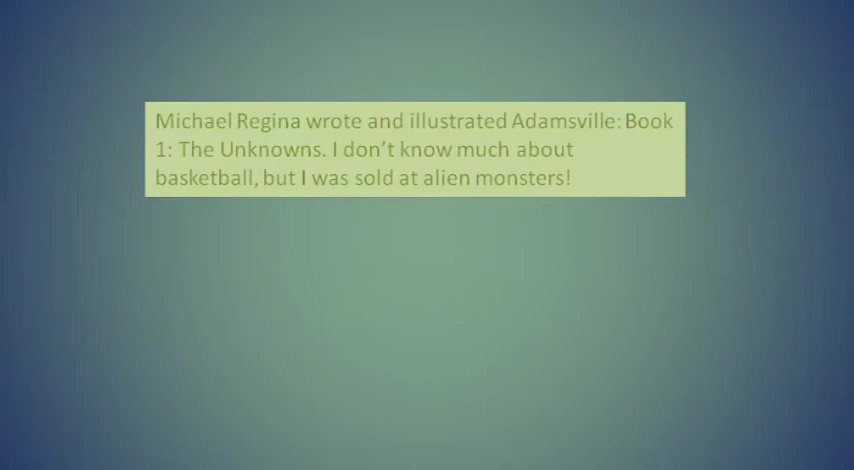 Michael Regina wrote and illustrated Adamsville: Book
1: The Unknowns. I don’t know much about
basketball, but I was sold at alien monsters!